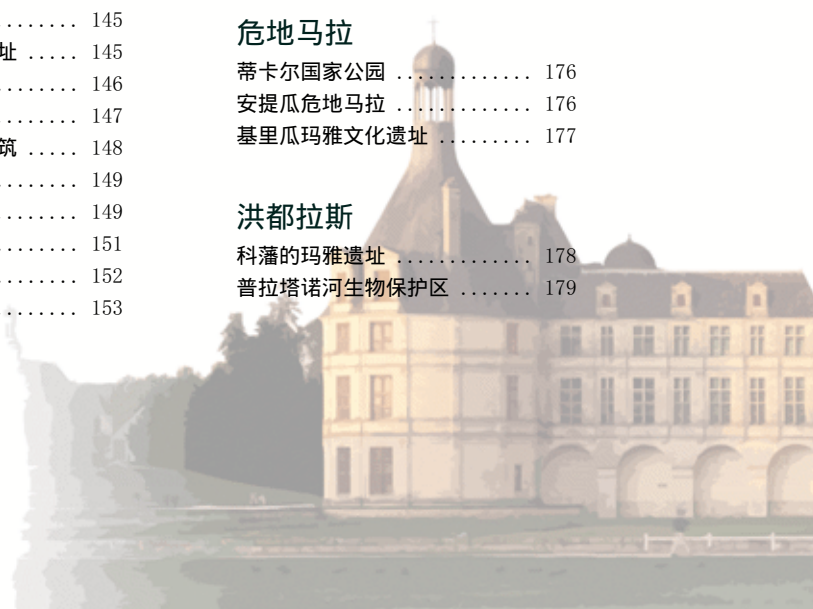 ....... 145
址 ..... 145
....... 146
....... 147
筑 ..... 148
....... 149
....... 149
....... 151
....... 152
....... 153
危地马拉
蒂卡尔国家公园 ............. 176
安提瓜危地马拉 ............. 176
基里瓜玛雅文化遗址 ......... 177
洪都拉斯
科藩的玛雅遗址 ............. 178
普拉塔诺河生物保护区 ....... 179